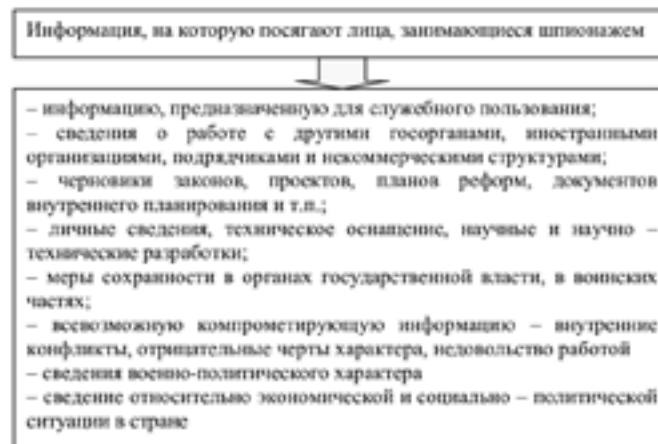 Информация, на которую посягают лица, занимающиеся шпионажем
– информацию, предназначенную для служебного пользования;
– сведения о работе с другими госорганами, иностранными
организациями, подрядчиками и некоммерческими структурами;
– черновики законов, проектов, планов реформ, документов
внутреннего планирования и т.п.;
– личные сведения, техническое оснащение, научные и научно –
технические разработки;
– меры сохранности в органах государственной власти, в воинских
частях;
– всевозможную компрометирующую информацию – внутренние
конфликты, отрицательные черты характера, недовольство работой
– сведения военно-политического характера
– сведение относительно экономической и социально – политической
ситуации в стране